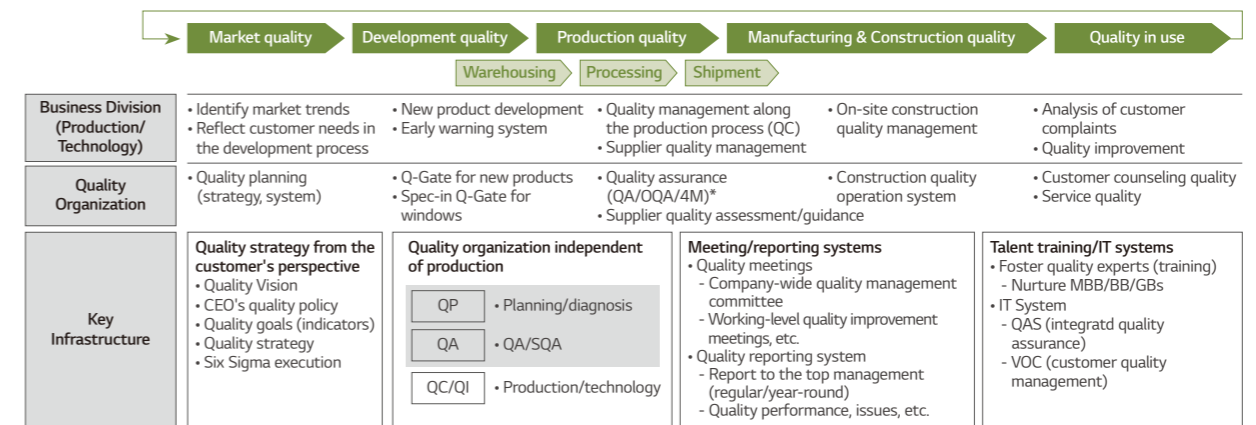 Market quality
Development quality
Production quality
Manufacturing & Construction quality
Quality in use
Warehousing
Processing
Shipment
Business Division
(Production/
Technology)
• Identify market trends
• Reflect customer needs in
the development process
• New product development
• Early warning system
• Quality management along
the production process (QC)
• Supplier quality management
• On-site construction
quality management
• Analysis of customer
complaints
• Quality improvement
Quality
Organization
• Quality planning
(strategy, system)
• Q-Gate for new products
• Spec-in Q-Gate for
windows
• Quality assurance
(QA/OQA/4M)*
• Supplier quality assessment/guidance
• Construction quality
operation system
• Customer counseling quality
• Service quality
Key
Infrastructure
Quality strategy from the
customer's perspective
• Quality Vision
• CEO's quality policy
• Quality goals (indicators)
• Quality strategy
• Six Sigma execution
Quality organization independent
of production
QP
• Planning/diagnosis
QA
• QA/SQA
QC/QI
• Production/technology
Meeting/reporting systems
• Quality meetings
- Company-wide quality management
committee
- Working-level quality improvement
meetings, etc.
• Quality reporting system
- Report to the top management
(regular/year-round)
- Quality performance, issues, etc.
Talent training/IT systems
• Foster quality experts (training)
- Nurture MBB/BB/GBs
• IT System
- QAS (integratd quality
assurance)
- VOC (customer quality
management)